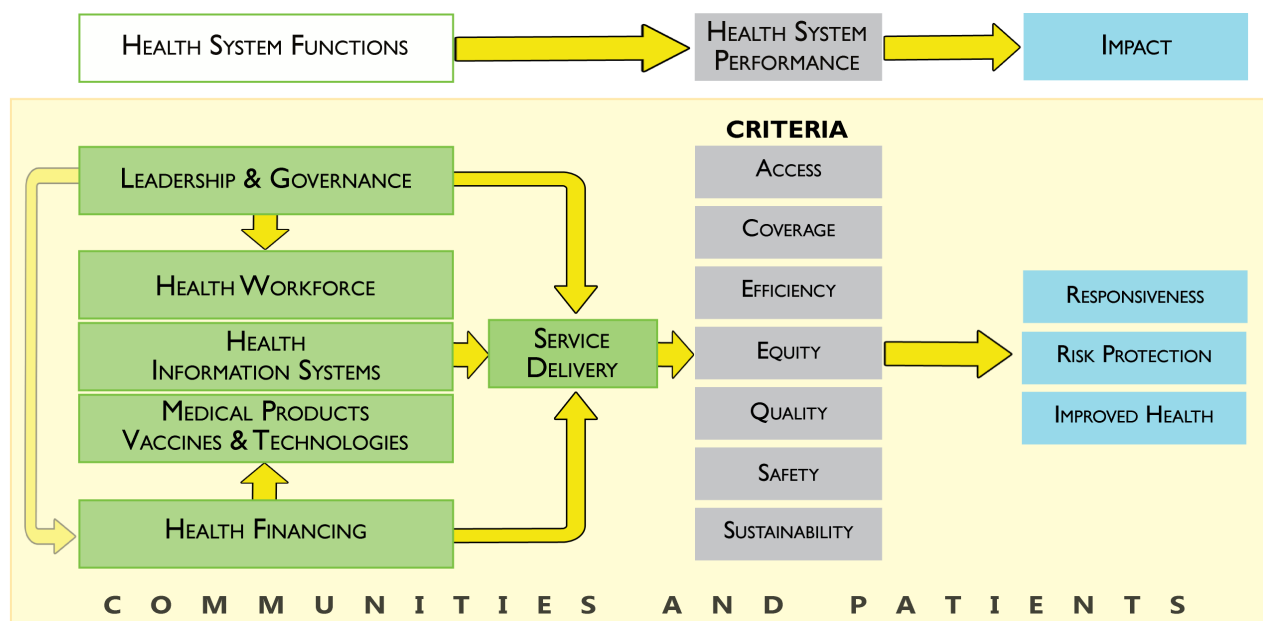 HEALTH SYSTEM FUNCTIONS
HEALTH SYSTEM
PERFORMANCE
IMPACT
CRITERIA
LEADERSHIP & GOVERNANCE
HEALTH WORKFORCE
HEALTH
INFORMATION SYSTEMS
MEDICAL PRODUCTS
VACCINES & TECHNOLOGIES
HEALTH FINANCING
SERVICE
DELIVERY
ACCESS
COVERAGE
EFFICIENCY
EQUITY
QUALITY
SAFETY
SUSTAINABILITY
RESPONSIVENESS
RISK PROTECTION
IMPROVED HEALTH
COMMUNITIES AND PATIENTS